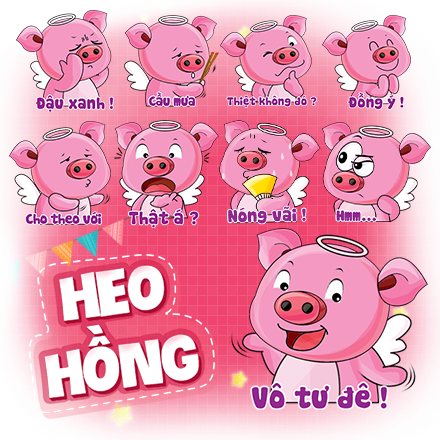 Đậu xanh !
Cầu mưa
Thiệt không đó ?
Đồng ý !
Cho theo với
Thật á ?
Nóng vãi !
Hmm...
HEO
HỒNG
Vô tư đê !